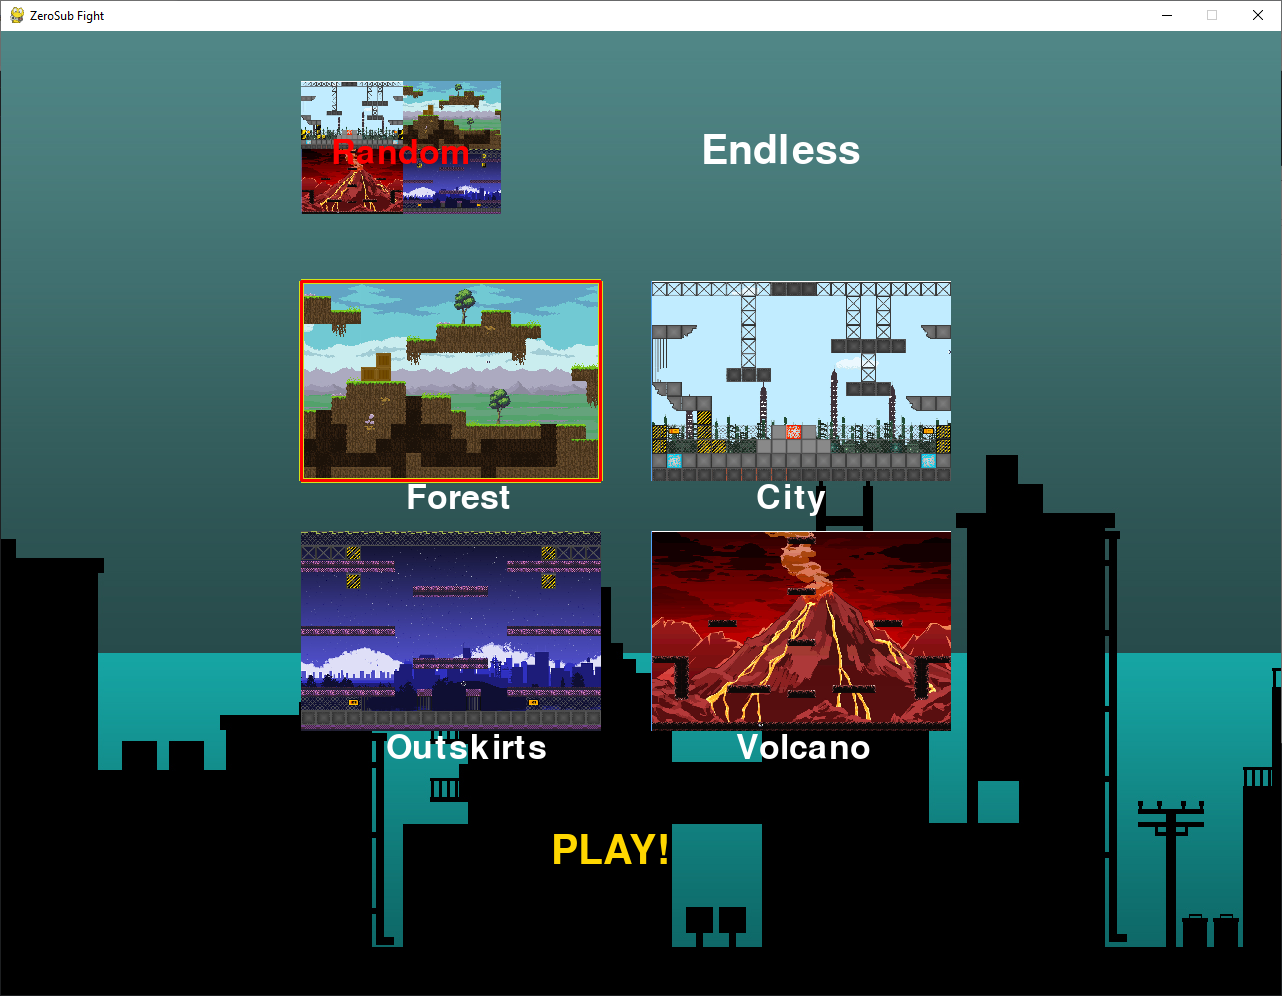 ZeroSub Fight
Random
Endless
Forest
City
Outskirts
Volcano
PLAY!